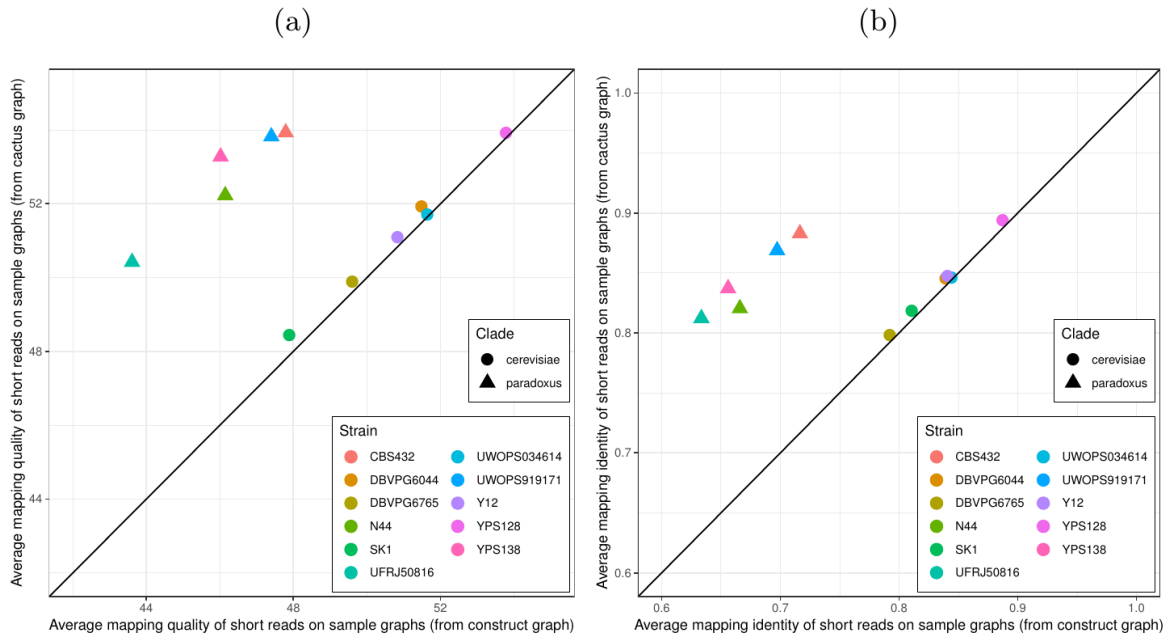 (a)
Average mapping quality of short reads on sample graphs (from cactus graph)
52
48
44
44
48
52
Average mapping quality of short reads on sample graphs (from construct graph)
Clade
cerevisiae
paradoxus
Strain
CBS432
DBVPG6044
DBVPG6765
N44
SK1
UFRJ50816
UWOPS034614
UWOPS919171
Y12
YPS128
YPS138
(b)
Average mapping identity of short reads on sample graphs (from cactus graph)
1.0
0.9
0.8
0.7
0.6
0.6
0.7
0.8
0.9
1.0
Average mapping identity of short reads on sample graphs (from construct graph)
Clade
cerevisiae
paradoxus
Strain
CBS432
DBVPG6044
DBVPG6765
N44
SK1
UFRJ50816
UWOPS034614
UWOPS919171
Y12
YPS128
YPS138